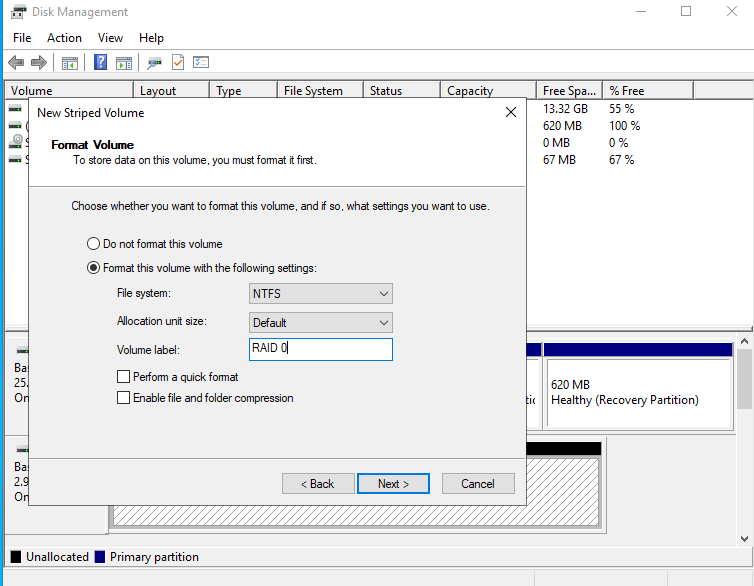 Disk Management
File Action View Help
Volume Layout Type File System Status Capacity Free Spa... % Free
13.32 GB 55 %
620 MB 100 %
0 MB 0 %
67 MB 67 %
New Striped Volume
Format Volume
To store data on this volume, you must format it first.
Choose whether you want to format this volume, and if so, what settings you want to use.
Do not format this volume
Format this volume with the following settings:
File system: NTFS
Allocation unit size: Default
Volume label: RAID 0
Perform a quick format
Enable file and folder compression
< Back Next > Cancel
Ba
25.
On
620 MB
Healthy (Recovery Partition)
Ba
2.9
On
Unallocated Primary partition